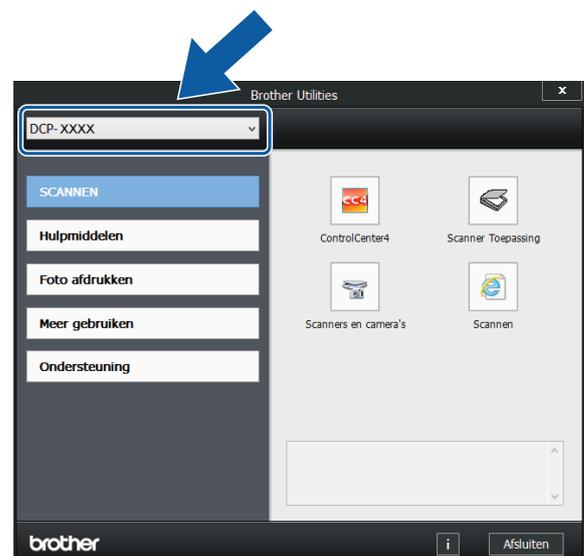 Brother Utilities
x
DCP- XXXX
SCANNEN
Hulpmiddelen
Foto afdrukken
Meer gebruiken
Ondersteuning
CC4
ControlCenter4
Scanner Toepassing
Scanners en camera's
Scannen
brother
i
Afsluiten